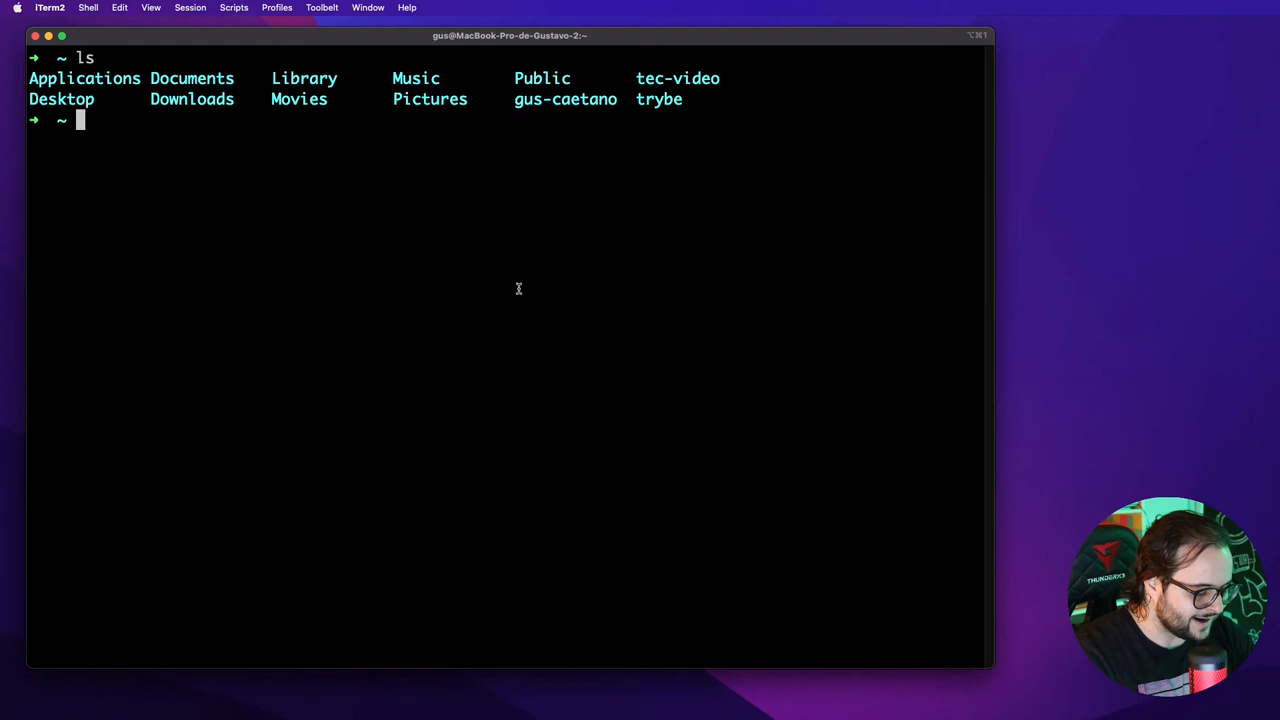 iTerm2 Shell Edit View Session Scripts Profiles Toolbelt Window Help
gus@MacBook-Pro-de-Gustavo-2:~ ⌥⌘1
➜ ~ ls
Applications Documents Library Music Public tec-video
Desktop Downloads Movies Pictures gus-caetano trybe
➜ ~
THUNDERX3